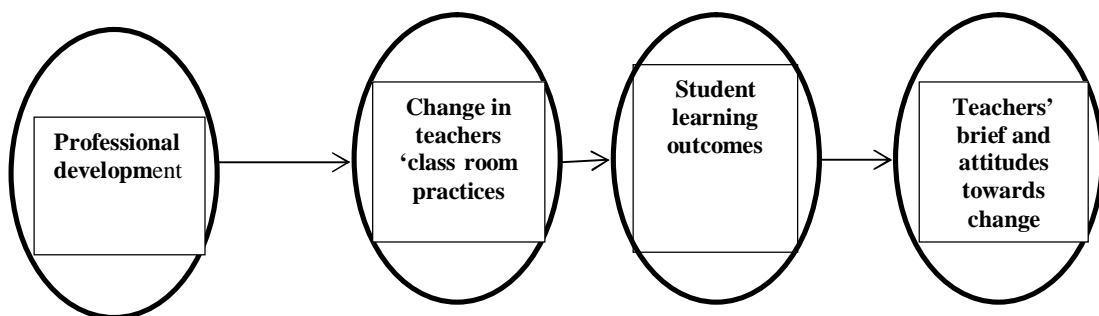 Professional
development
Change in
teachers
‘class room
practices
Student
learning
outcomes
Teachers’
brief and
attitudes
towards
change